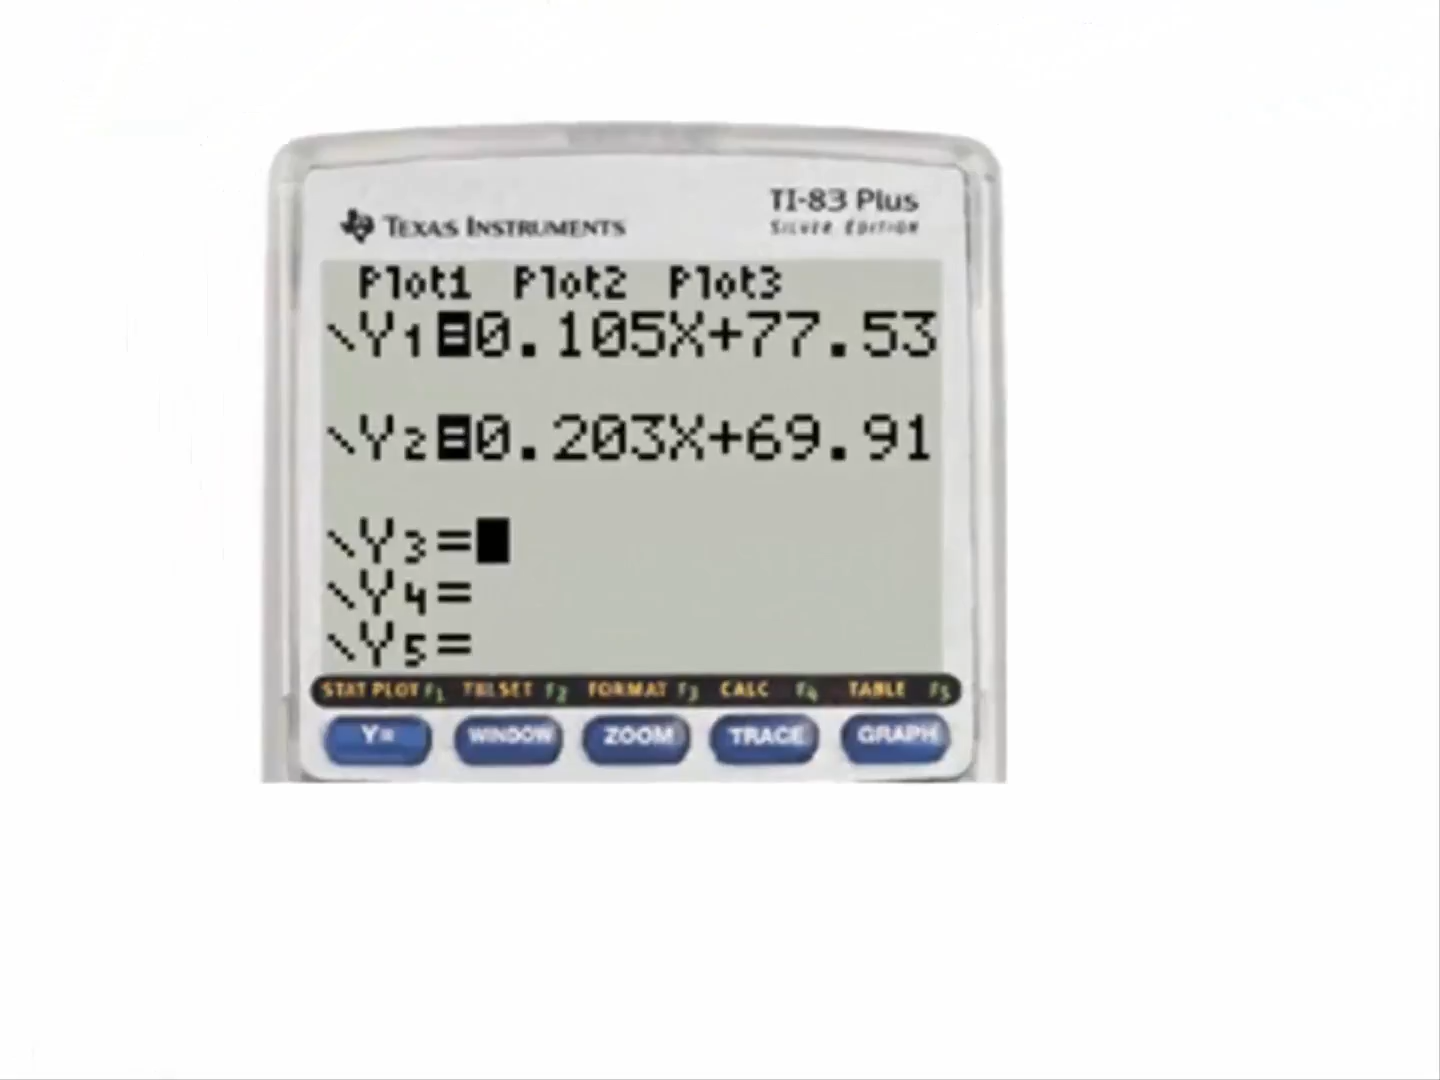 TI-83 Plus
TEXAS INSTRUMENTS
SILVER EDITION
Plot1 Plot2 Plot3
\Y1=0.105X+77.53
\Y2=0.203X+69.91
\Y3=
\Y4=
\Y5=
STAT PLOT F1 TBLSET F2 FORMAT F3 CALC F4 TABLE F5
Y= WINDOW ZOOM TRACE GRAPH